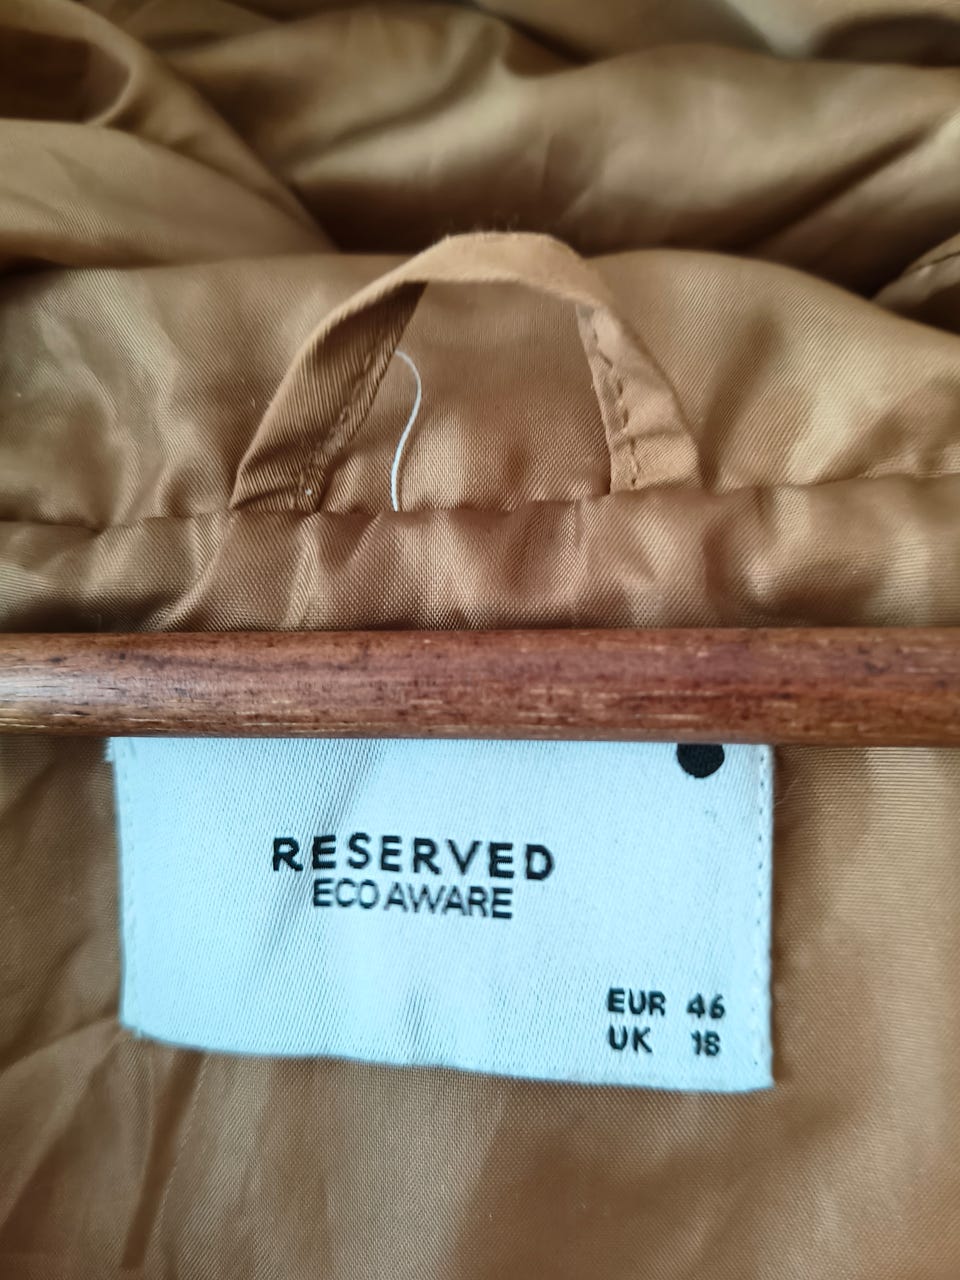 RESERVED
ECO AWARE
EUR 46
UK 18